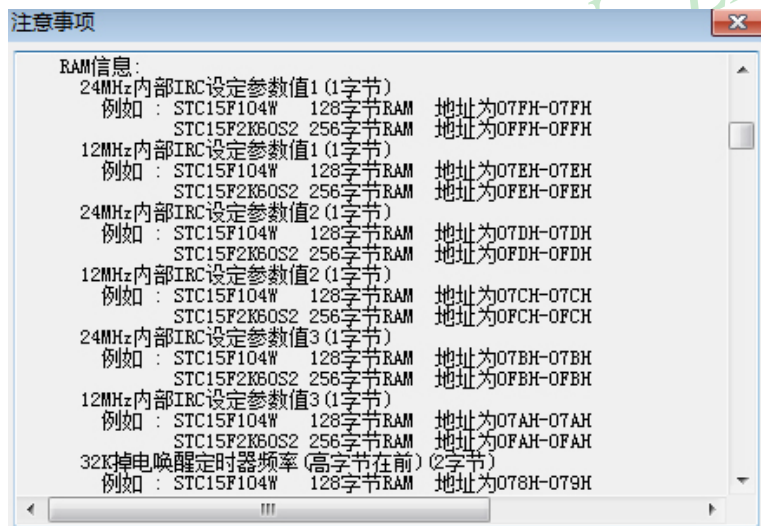 注意事项
RAM信息:
24MHz内部IRC设定参数值1(1字节)
例如 : STC15F104W 128字节RAM 地址为07FH-07FH
STC15F2K60S2 256字节RAM 地址为0FFH-0FFH
12MHz内部IRC设定参数值1(1字节)
例如 : STC15F104W 128字节RAM 地址为07EH-07EH
STC15F2K60S2 256字节RAM 地址为0FEH-0FEH
24MHz内部IRC设定参数值2(1字节)
例如 : STC15F104W 128字节RAM 地址为07DH-07DH
STC15F2K60S2 256字节RAM 地址为0FDH-0FDH
12MHz内部IRC设定参数值2(1字节)
例如 : STC15F104W 128字节RAM 地址为07CH-07CH
STC15F2K60S2 256字节RAM 地址为0FCH-0FCH
24MHz内部IRC设定参数值3(1字节)
例如 : STC15F104W 128字节RAM 地址为07BH-07BH
STC15F2K60S2 256字节RAM 地址为0FBH-0FBH
12MHz内部IRC设定参数值3(1字节)
例如 : STC15F104W 128字节RAM 地址为07AH-07AH
STC15F2K60S2 256字节RAM 地址为0FAH-0FAH
32K掉电唤醒定时器频率(高字节在前)(2字节)
例如 : STC15F104W 128字节RAM 地址为078H-079H